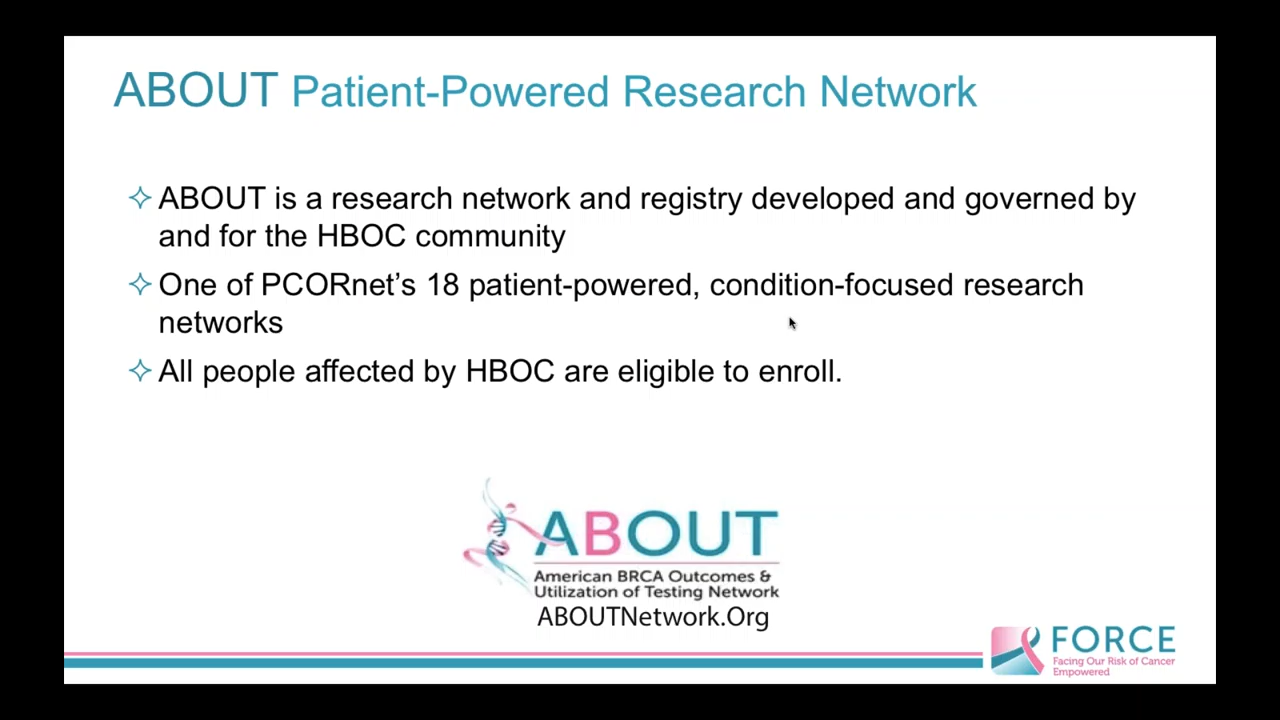 ABOUT Patient-Powered Research Network
ABOUT is a research network and registry developed and governed by
and for the HBOC community
One of PCORnet’s 18 patient-powered, condition-focused research
networks
All people affected by HBOC are eligible to enroll.
ABOUT
American BRCA Outcomes &
Utilization of Testing Network
ABOUTNetwork.Org
FORCE
Facing Our Risk of Cancer
Empowered